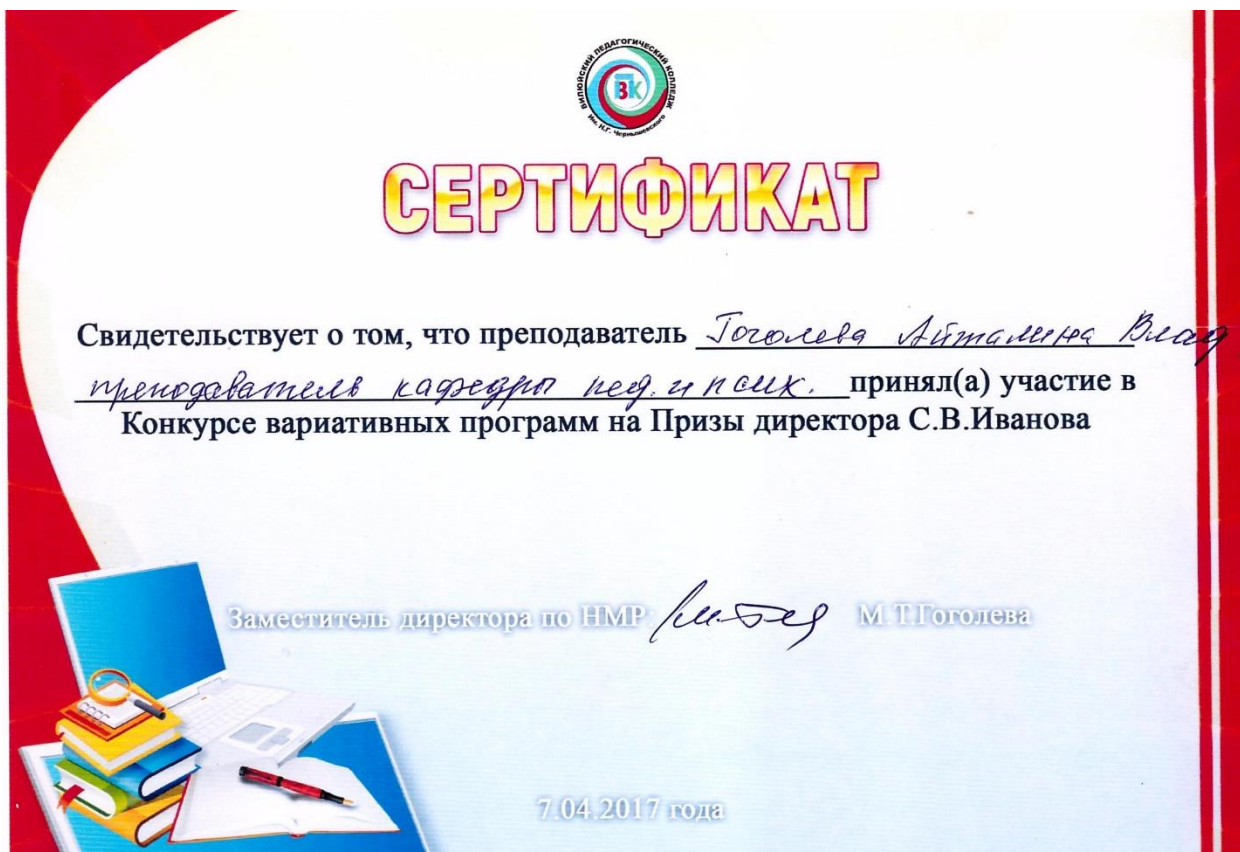 ВИЛЮЙСКИЙ ПЕДАГОГИЧЕСКИЙ КОЛЛЕДЖ
им. Н.Г. Чернышевского
ПВК
СЕРТИФИКАТ
Свидетельствует о том, что преподаватель Гоголева Айталина Влад
преподаватель кафедры пед. и псих. принял(а) участие в
Конкурсе вариативных программ на Призы директора С.В.Иванова
Заместитель директора по НМР: М.Т.Гоголева
7.04.2017 года